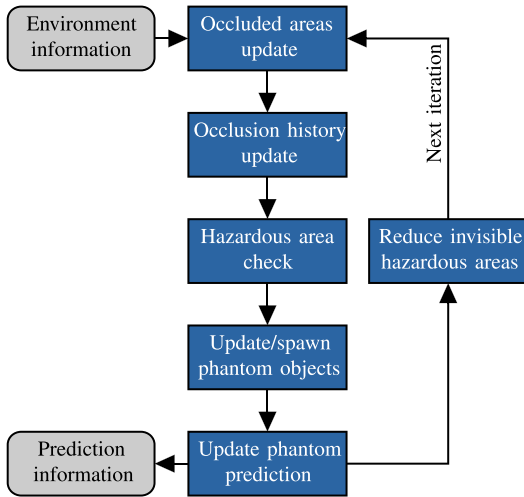 Environment
information
Occluded areas
update
Occlusion history
update
Next iteration
Hazardous area
check
Reduce invisible
hazardous areas
Update/spawn
phantom objects
Prediction
information
Update phantom
prediction